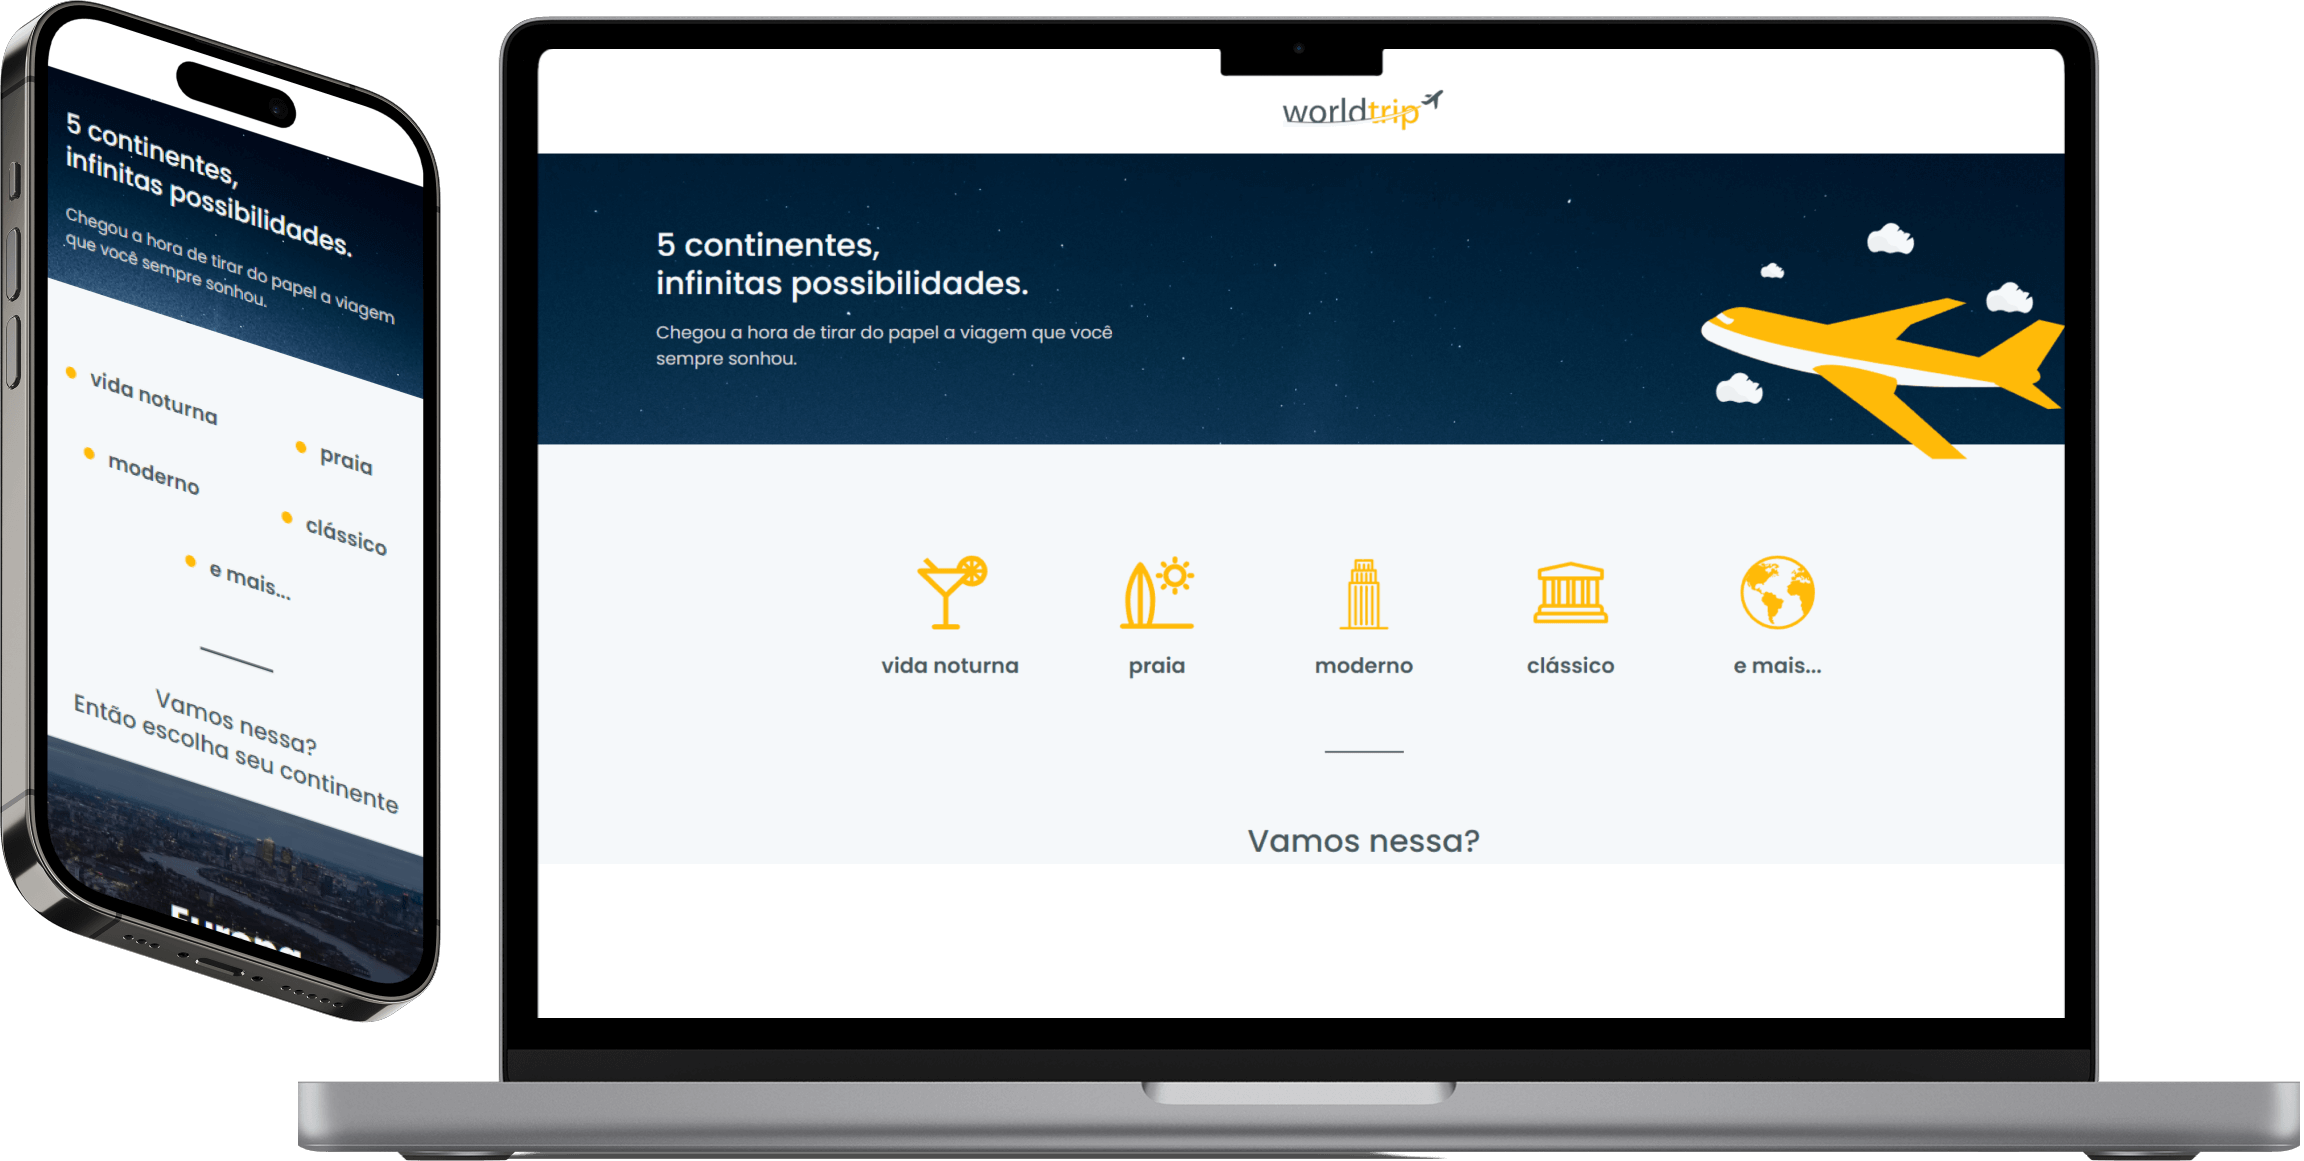 5 continentes,
infinitas possibilidades.
Chegou a hora de tirar do papel a viagem
que você sempre sonhou.
vida noturna
praia
moderno
clássico
e mais...
Vamos nessa?
Então escolha seu continente
Europa
worldtrip
5 continentes,
infinitas possibilidades.
Chegou a hora de tirar do papel a viagem que você
sempre sonhou.
vida noturna
praia
moderno
clássico
e mais...
Vamos nessa?